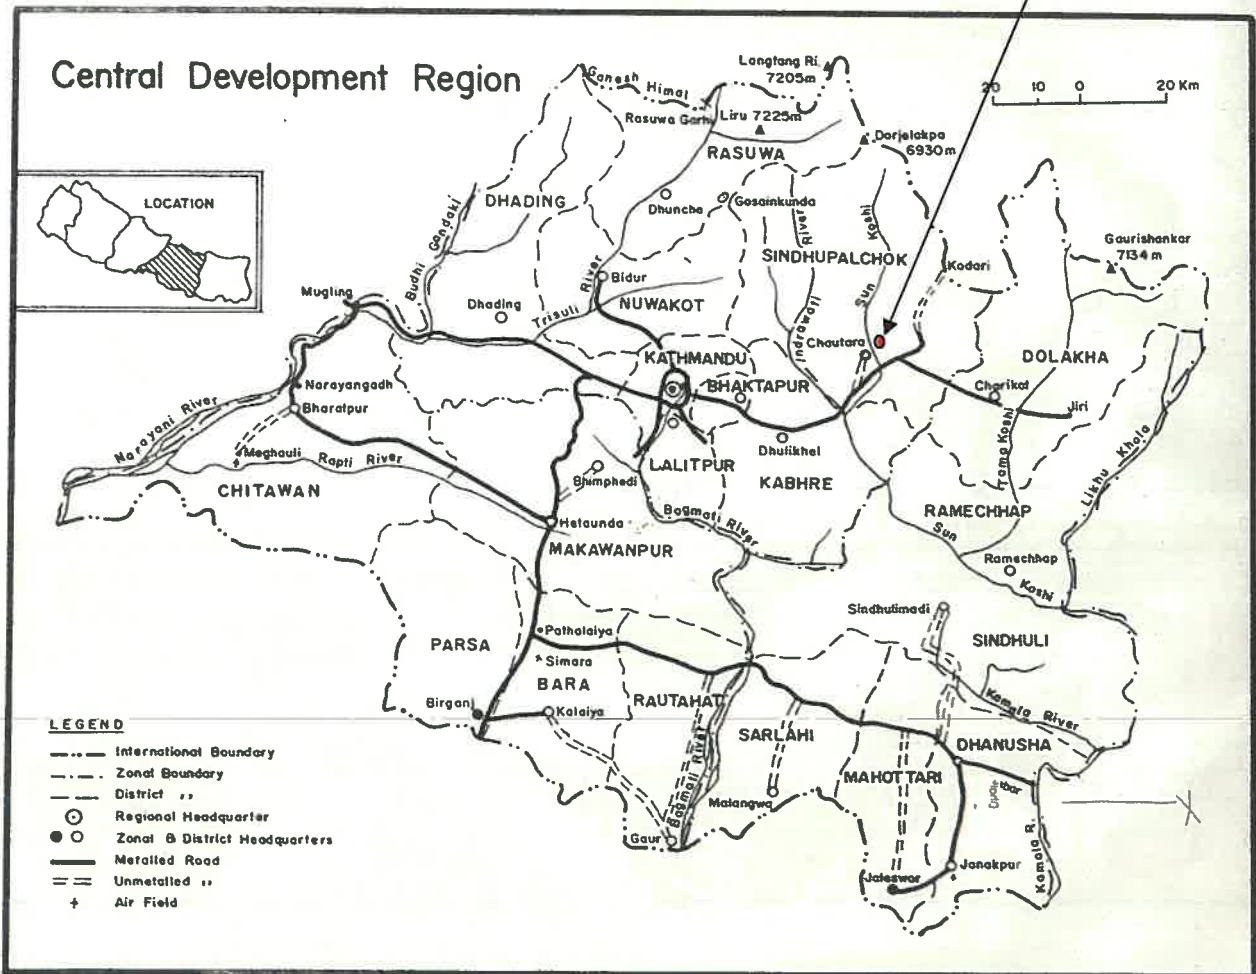 Central Development Region
Ganesh Himal
Langtang Ri.
7205m
20 10 0 20 Km
Rasuwa Garhi
Liru 7225m
RASUWA
Dorjelakpa
6930m
LOCATION
DHADING
Dhunche
Gosainkunda
Budhi Gandaki
River
Koshi
SINDHUPALCHOK
Kodari
Gaurishankar
7134m
Bidur
Mugling
Dhading
Trisuli River
NUWAKOT
Indrawati
Sun
Chautara
KATHMANDU
BHAKTAPUR
DOLAKHA
Narayangadh
Charikot
Jiri
Bharatpur
Narayani River
Tama Koshi
Likhu Khola
Meghauli
Rapti River
LALITPUR
Dhulikhel
Bhimphedi
KABHRE
CHITAWAN
RAMECHHAP
Bagmati River
Hetaunda
Sun
Koshi
MAKAWANPUR
Ramechhap
Sindhulimadi
PARSA
Pathalaiya
SINDHULI
Simara
BARA
RAUTAHAT
Birganj
Kalaiya
Kamala River
SARLAHI
DHANUSHA
MAHOTTARI
Bagmati River
Malangwa
Gaur
Kamala R.
Janakpur
Jaleswar
LEGEND
International Boundary
Zonal Boundary
District ,,
Regional Headquarter
Zonal & District Headquarters
Metalled Road
Unmetalled ,,
Air Field